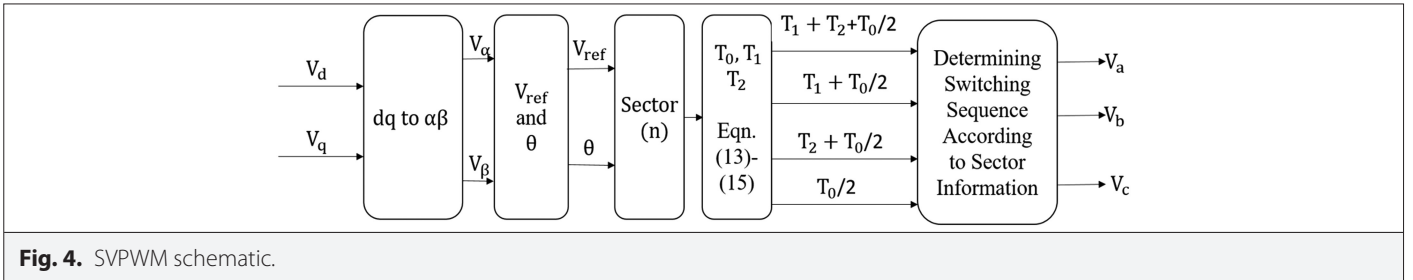 V_d
V_q
dq to αβ
V_α
V_β
V_ref
and
θ
V_ref
θ
Sector
(n)
T_0, T_1
T_2
Eqn.
(13)-
(15)
T_1 + T_2+T_0/2
T_1 + T_0/2
T_2 + T_0/2
T_0/2
Determining
Switching
Sequence
According
to Sector
Information
V_a
V_b
V_c
Fig. 4. SVPWM schematic.